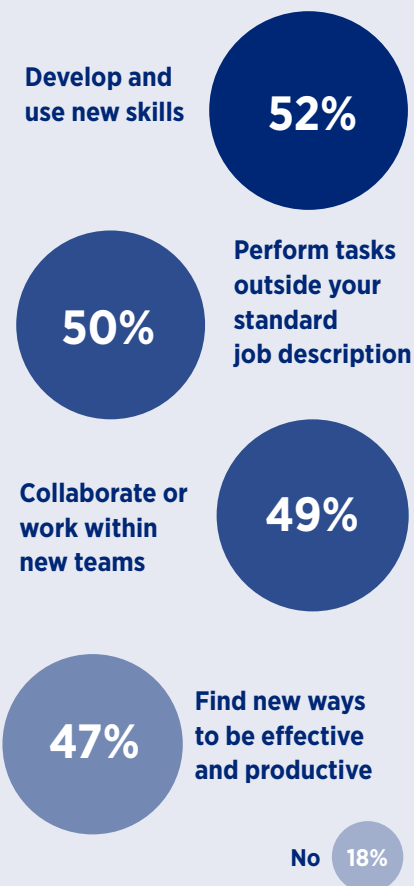 Develop and
use new skills
52%
50%
Perform tasks
outside your
standard
job description
Collaborate or
work within
new teams
49%
47%
Find new ways
to be effective
and productive
No 18%